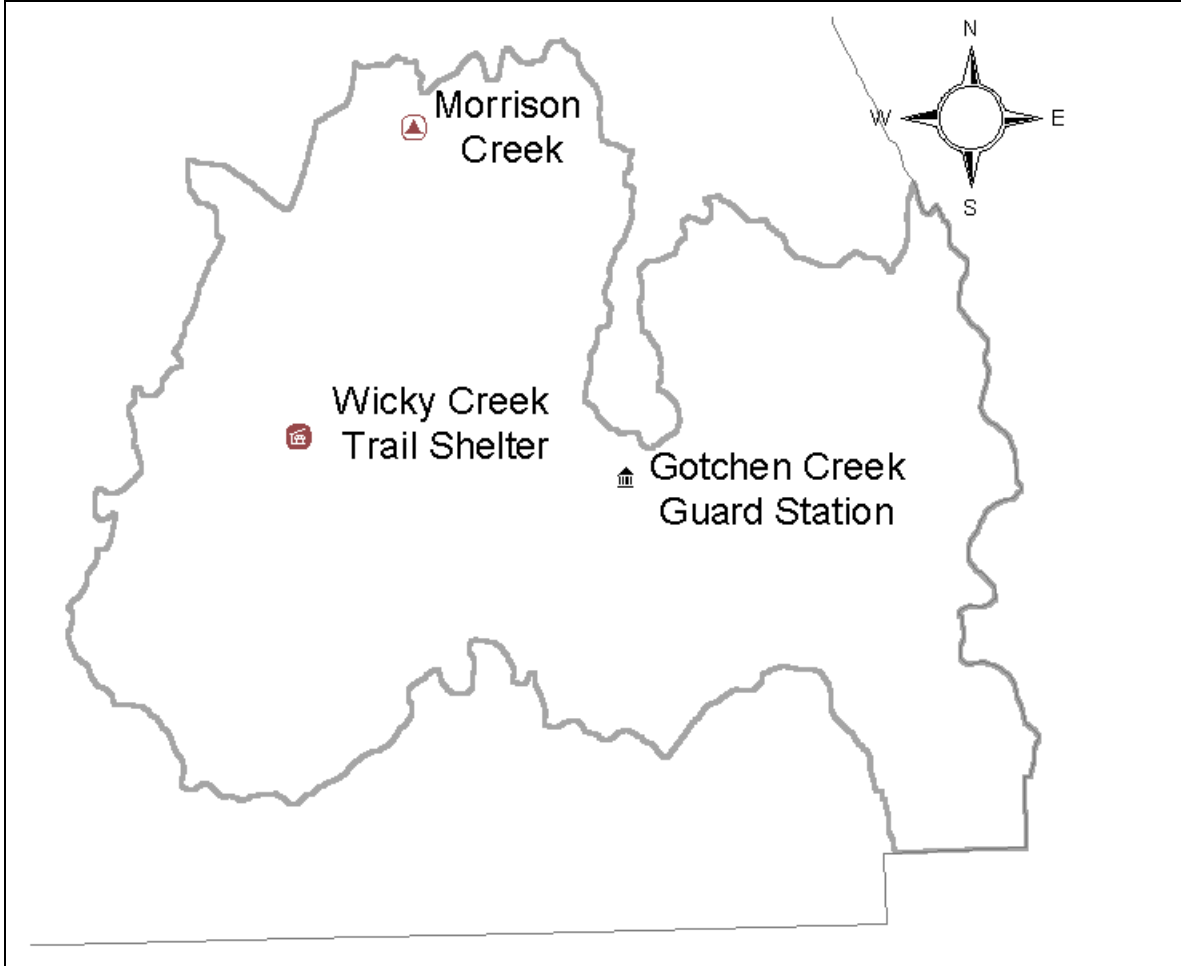 N
W
E
S
Morrison
Creek
Wicky Creek
Trail Shelter
Gotchen Creek
Guard Station